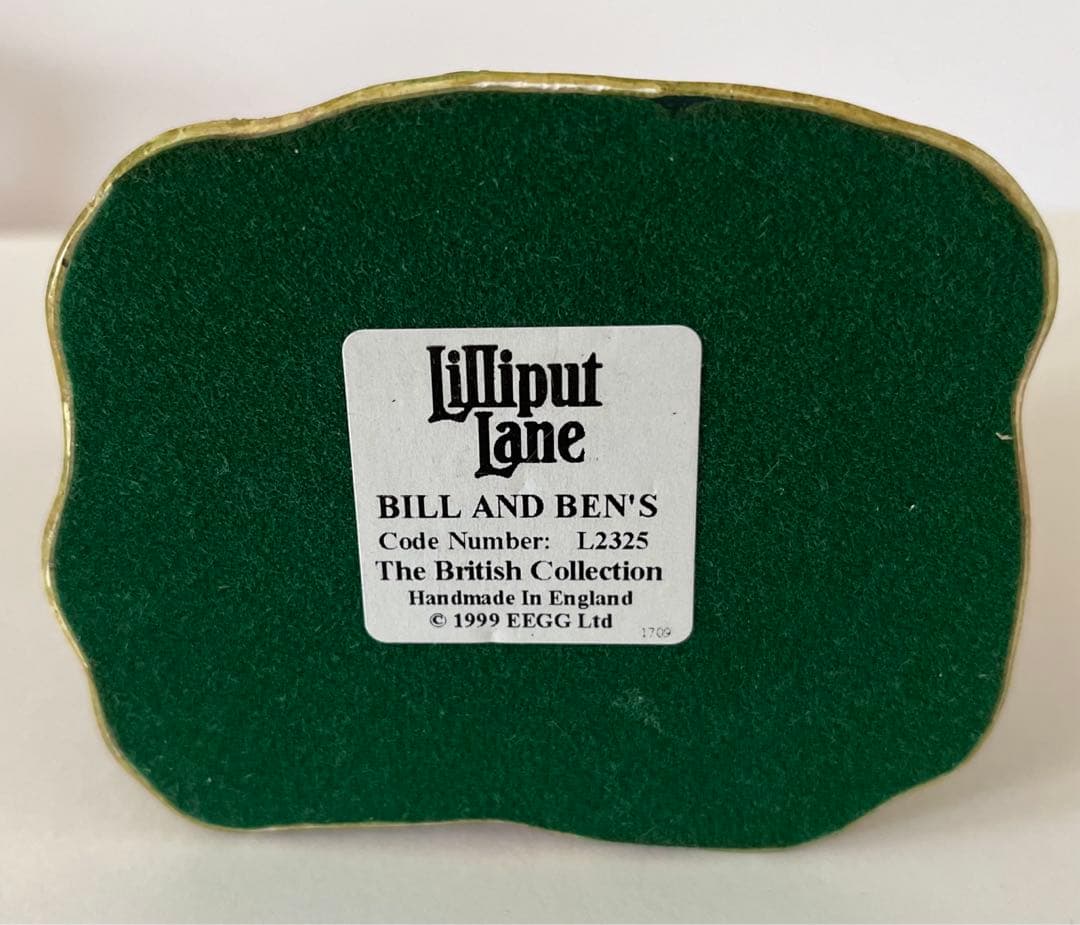 Lilliput
Lane
BILL AND BEN'S
Code Number: L2325
The British Collection
Handmade In England
© 1999 EEGG Ltd
1709